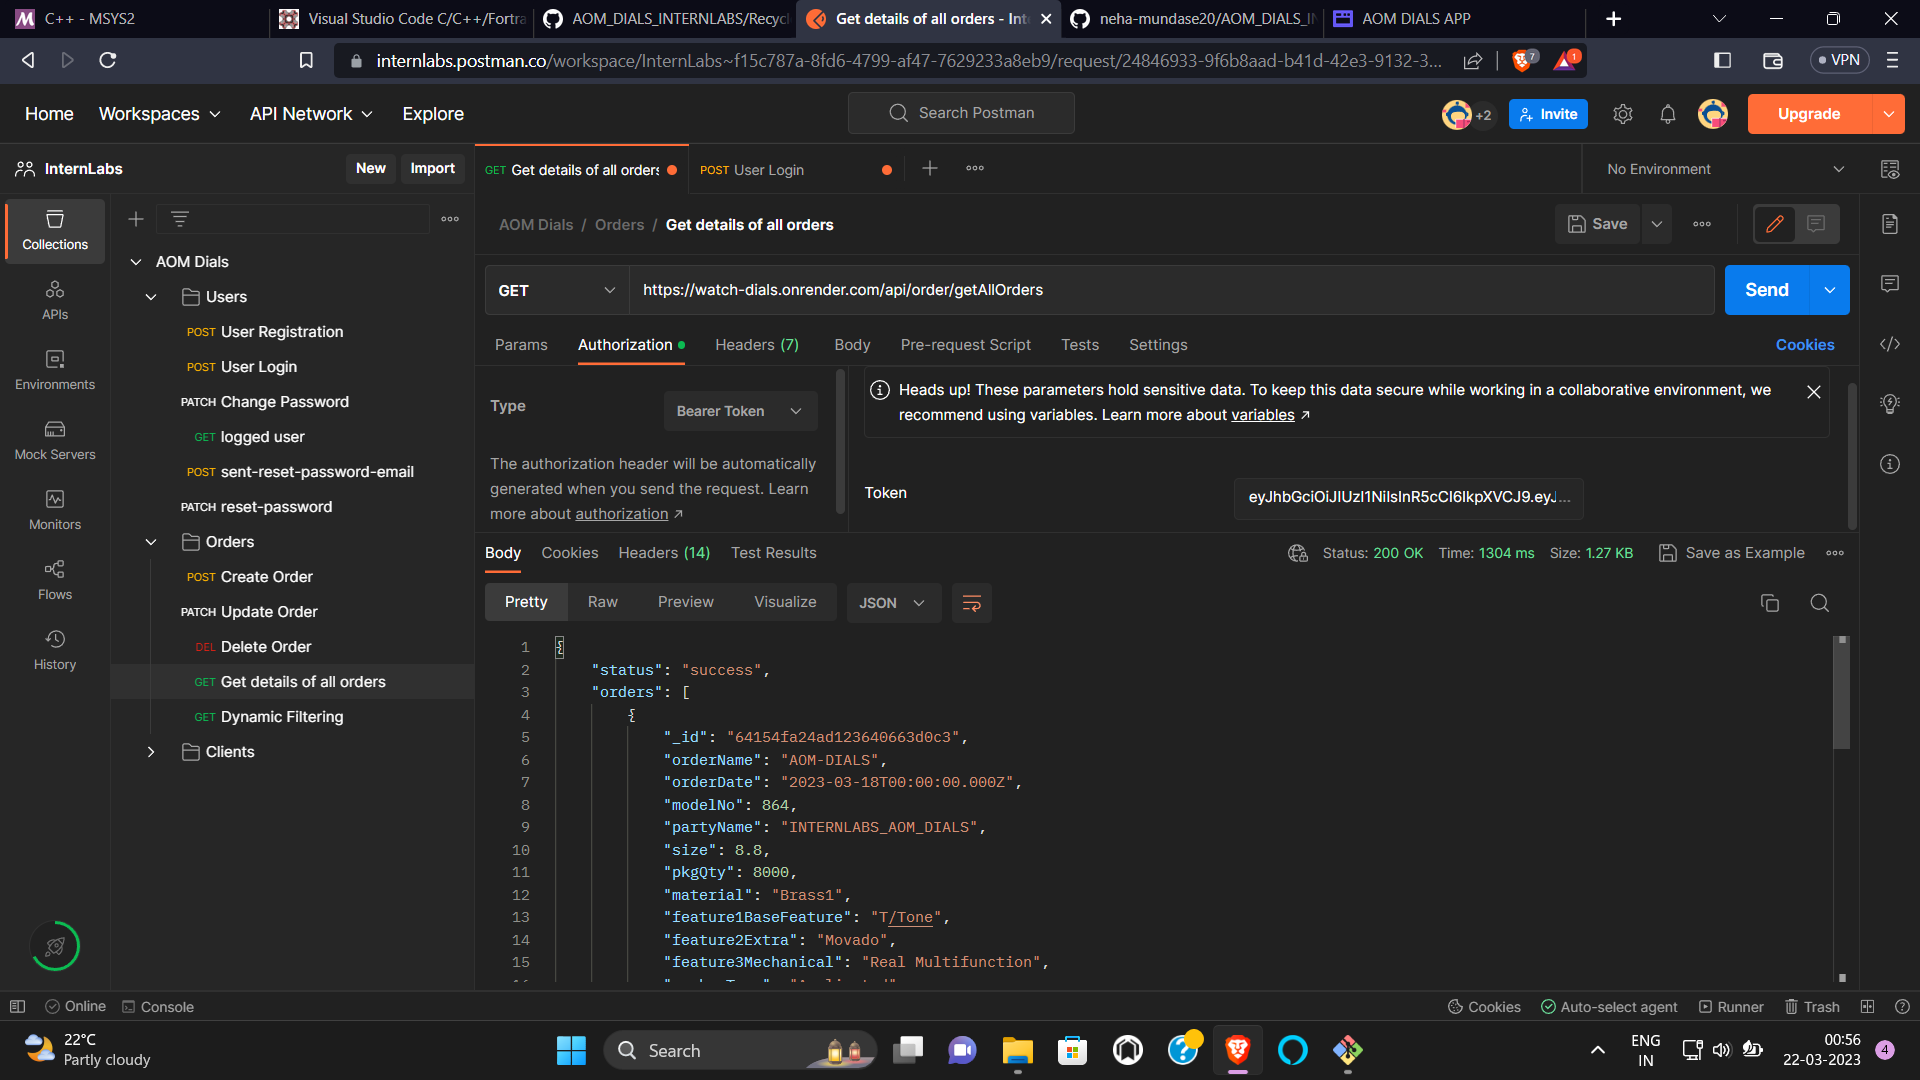 C++ - MSYS2
Visual Studio Code C/C++/Fortra
AOM_DIALS_INTERNLABS/Recycl
Get details of all orders - Int
neha-mundase20/AOM_DIALS_IN
AOM DIALS APP
internlabs.postman.co/workspace/InternLabs~f15c787a-8fd6-4799-af47-7629233a8eb9/request/24846933-9f6b8aad-b41d-42e3-9132-3...
7
1
VPN
Home
Workspaces
API Network
Explore
Search Postman
+2
Invite
Upgrade
InternLabs
New
Import
GET Get details of all orders
POST User Login
No Environment
Collections
APIs
Environments
Mock Servers
Monitors
Flows
History
AOM Dials
Users
POST User Registration
POST User Login
PATCH Change Password
GET logged user
POST sent-reset-password-email
PATCH reset-password
Orders
POST Create Order
PATCH Update Order
DEL Delete Order
GET Get details of all orders
GET Dynamic Filtering
Clients
AOM Dials / Orders / Get details of all orders
Save
GET
https://watch-dials.onrender.com/api/order/getAllOrders
Send
Params
Authorization
Headers (7)
Body
Pre-request Script
Tests
Settings
Cookies
Type
Bearer Token
The authorization header will be automatically
generated when you send the request. Learn
more about authorization ↗
Heads up! These parameters hold sensitive data. To keep this data secure while working in a collaborative environment, we
recommend using variables. Learn more about variables ↗
Token
eyJhbGciOiJIUzI1NiIsInR5cCI6IkpXVCJ9.eyJ...
Body
Cookies
Headers (14)
Test Results
Status: 200 OK
Time: 1304 ms
Size: 1.27 KB
Save as Example
Pretty
Raw
Preview
Visualize
JSON
1 {
2 "status": "success",
3 "orders": [
4 {
5 "_id": "64154fa24ad123640663d0c3",
6 "orderName": "AOM-DIALS",
7 "orderDate": "2023-03-18T00:00:00.000Z",
8 "modelNo": 864,
9 "partyName": "INTERNLABS_AOM_DIALS",
10 "size": 8.8,
11 "pkgQty": 8000,
12 "material": "Brass1",
13 "feature1BaseFeature": "T/Tone",
14 "feature2Extra": "Movado",
15 "feature3Mechanical": "Real Multifunction",
Online
Console
Cookies
Auto-select agent
Runner
Trash
22°C
Partly cloudy
Search
ENG
IN
00:56
22-03-2023
4